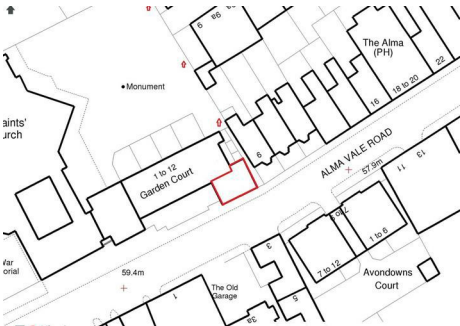 9
9a
The Alma
(PH)
Monument
22
18 to 20
16
aints'
urch
ALMA VALE ROAD
1 to 12
Garden Court
6
57.9m
13
11
1 to 6
3
7 to 12
Avondowns
Court
War
orial
59.4m
The Old
Garage
1
5
3a